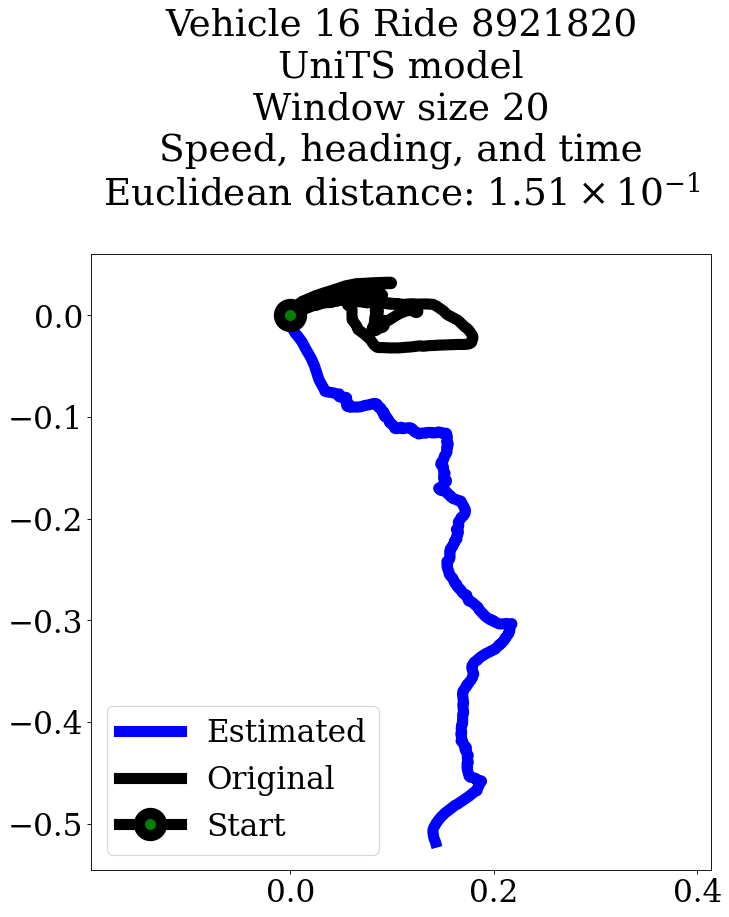 Vehicle 16 Ride 8921820
UniTS model
Window size 20
Speed, heading, and time
Euclidean distance: 1.51 × 10⁻¹
0.0
−0.1
−0.2
−0.3
−0.4
−0.5
Estimated
Original
Start
0.0 0.2 0.4